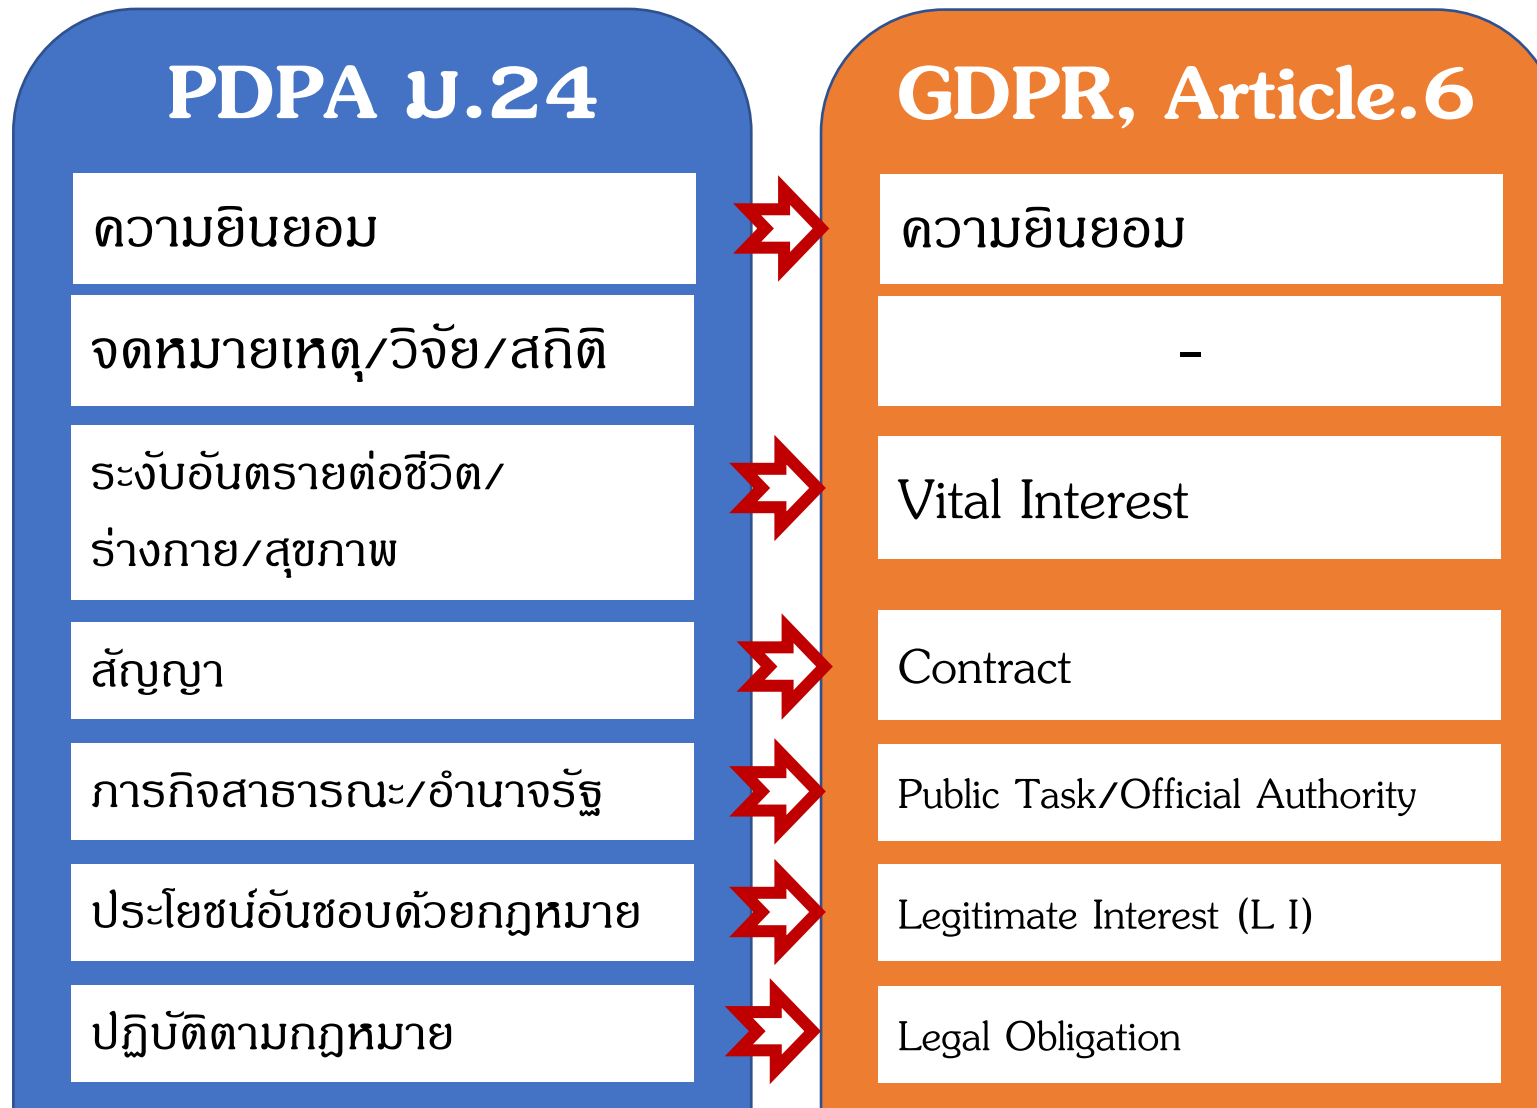 PDPA ม.24
ความยินยอม
จดหมายเหตุ/วิจัย/สถิติ
ระงับอันตรายต่อชีวิต/
ร่างกาย/สุขภาพ
สัญญา
ภารกิจสาธารณะ/อำนาจรัฐ
ประโยชน์อันชอบด้วยกฎหมาย
ปฏิบัติตามกฎหมาย
GDPR, Article.6
ความยินยอม
-
Vital Interest
Contract
Public Task/Official Authority
Legitimate Interest (L I)
Legal Obligation